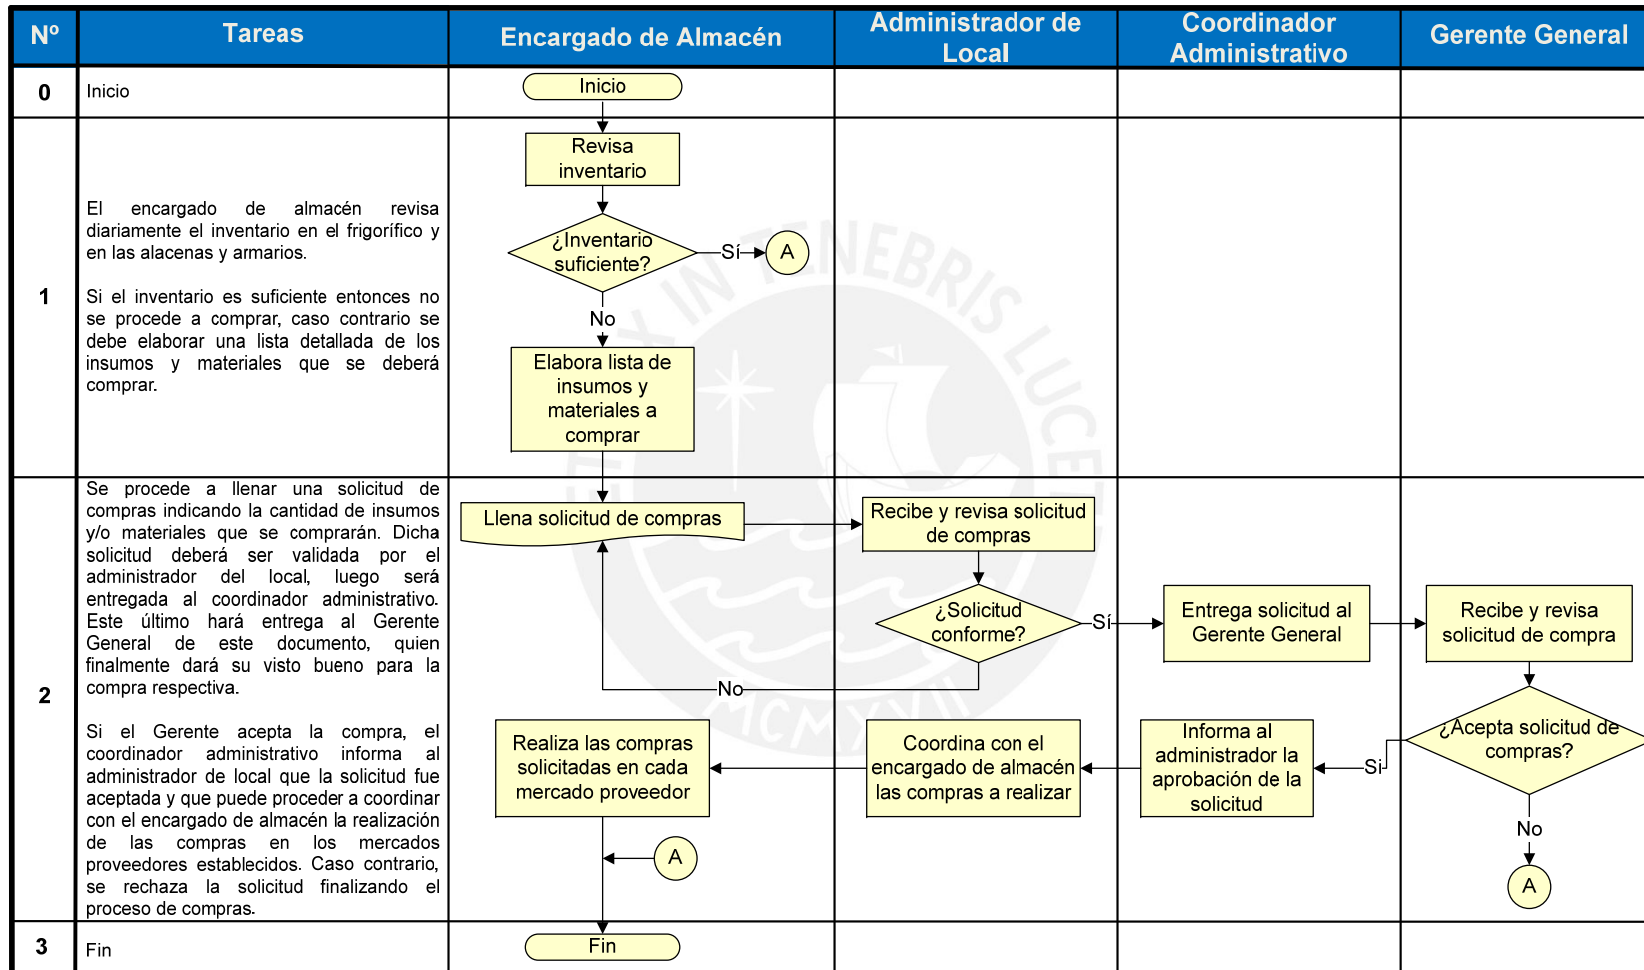 Nº
Tareas
Encargado de Almacén
Administrador de
Local
Coordinador
Administrativo
Gerente General
0
Inicio
Inicio
1
El encargado de almacén revisa
diariamente el inventario en el frigorífico y
en las alacenas y armarios.
Si el inventario es suficiente entonces no
se procede a comprar, caso contrario se
debe elaborar una lista detallada de los
insumos y materiales que se deberá
comprar.
Revisa
inventario
¿Inventario
suficiente?
Sí
A
No
Elabora lista de
insumos y
materiales a
comprar
2
Se procede a llenar una solicitud de
compras indicando la cantidad de insumos
y/o materiales que se comprarán. Dicha
solicitud deberá ser validada por el
administrador del local, luego será
entregada al coordinador administrativo.
Este último hará entrega al Gerente
General de este documento, quien
finalmente dará su visto bueno para la
compra respectiva.
Si el Gerente acepta la compra, el
coordinador administrativo informa al
administrador de local que la solicitud fue
aceptada y que puede proceder a coordinar
con el encargado de almacén la realización
de las compras en los mercados
proveedores establecidos. Caso contrario,
se rechaza la solicitud finalizando el
proceso de compras.
Llena solicitud de compras
Recibe y revisa solicitud
de compras
¿Solicitud
conforme?
Sí
No
Entrega solicitud al
Gerente General
Recibe y revisa
solicitud de compra
¿Acepta solicitud de
compras?
Si
No
A
Informa al
administrador la
aprobación de la
solicitud
Coordina con el
encargado de almacén
las compras a realizar
Realiza las compras
solicitadas en cada
mercado proveedor
A
3
Fin
Fin
IN TENEBRIS
MCMXVII